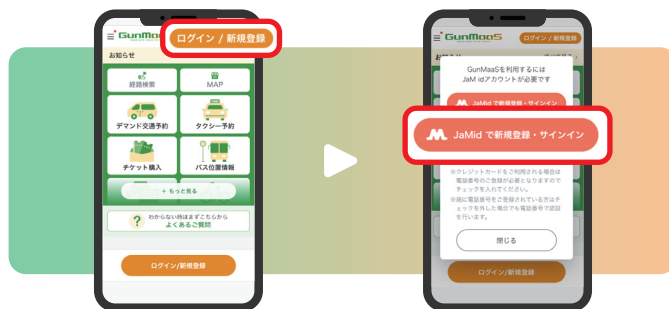 GunMaaS
ログイン / 新規登録
お知らせ
経路検索
MAP
デマンド交通予約
タクシー予約
チケット購入
バス位置情報
+ もっと見る
わからない時はまずこちらから
よくあるご質問
ログイン/新規登録
GunMaaS
ログイン / 新規登録
GunMaaSを利用するには
JaM idアカウントが必要です
JaMid で新規登録・サインイン
JaMid で新規登録・サインイン
※クレジットカードをご利用される場合は
電話番号のご登録が必要となりますので
チェックを入れてください。
※既に電話番号をご登録されている方はチ
ェックを外した場合でも電話番号で認証
を行います。
閉じる
ログイン/新規登録